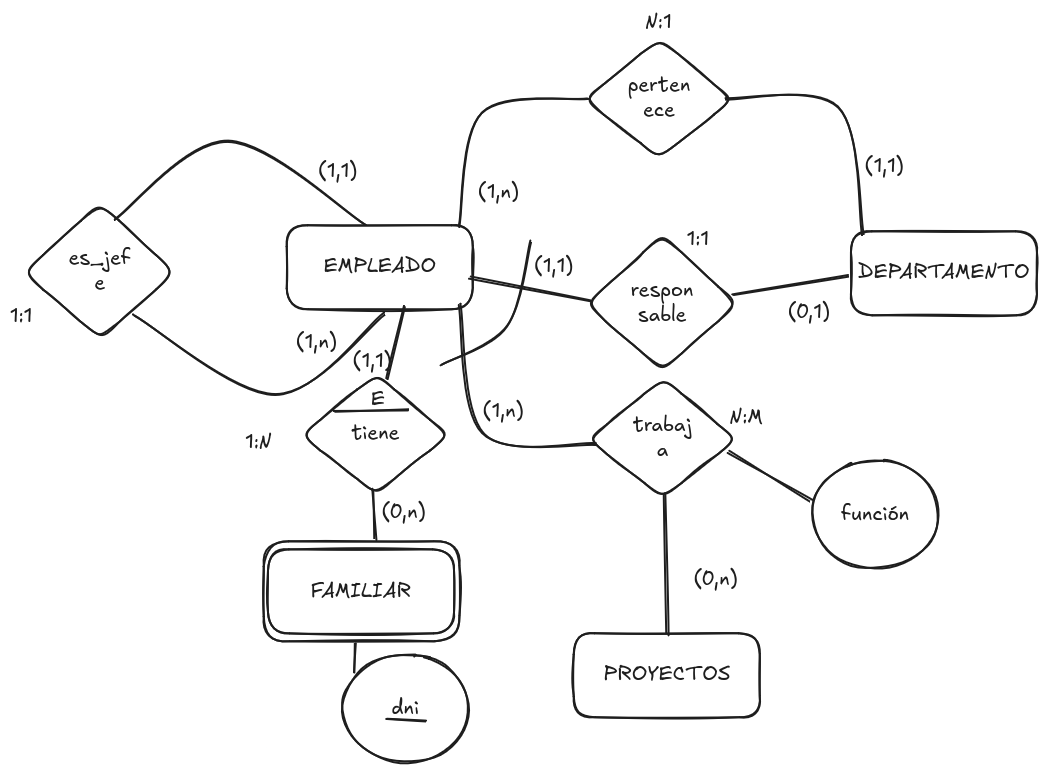 N:1
perten
ece
(1,1)
(1,1)
(1,n)
es_jef
e
EMPLEADO
1:1
(1,1)
respon
sable
DEPARTAMENTO
(0,1)
1:1
(1,n)
(1,1)
E
tiene
1:N
(1,n)
trabaj
a
N:M
(0,n)
función
(0,n)
FAMILIAR
PROYECTOS
dni